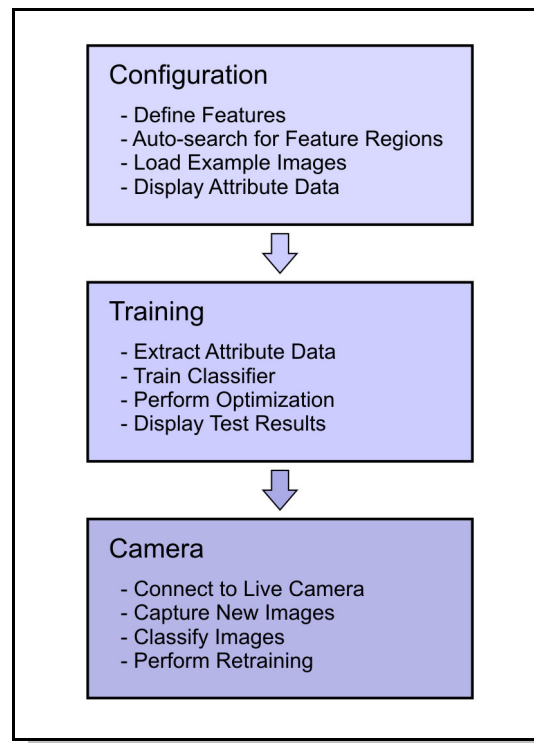 Configuration
- Define Features
- Auto-search for Feature Regions
- Load Example Images
- Display Attribute Data
Training
- Extract Attribute Data
- Train Classifier
- Perform Optimization
- Display Test Results
Camera
- Connect to Live Camera
- Capture New Images
- Classify Images
- Perform Retraining